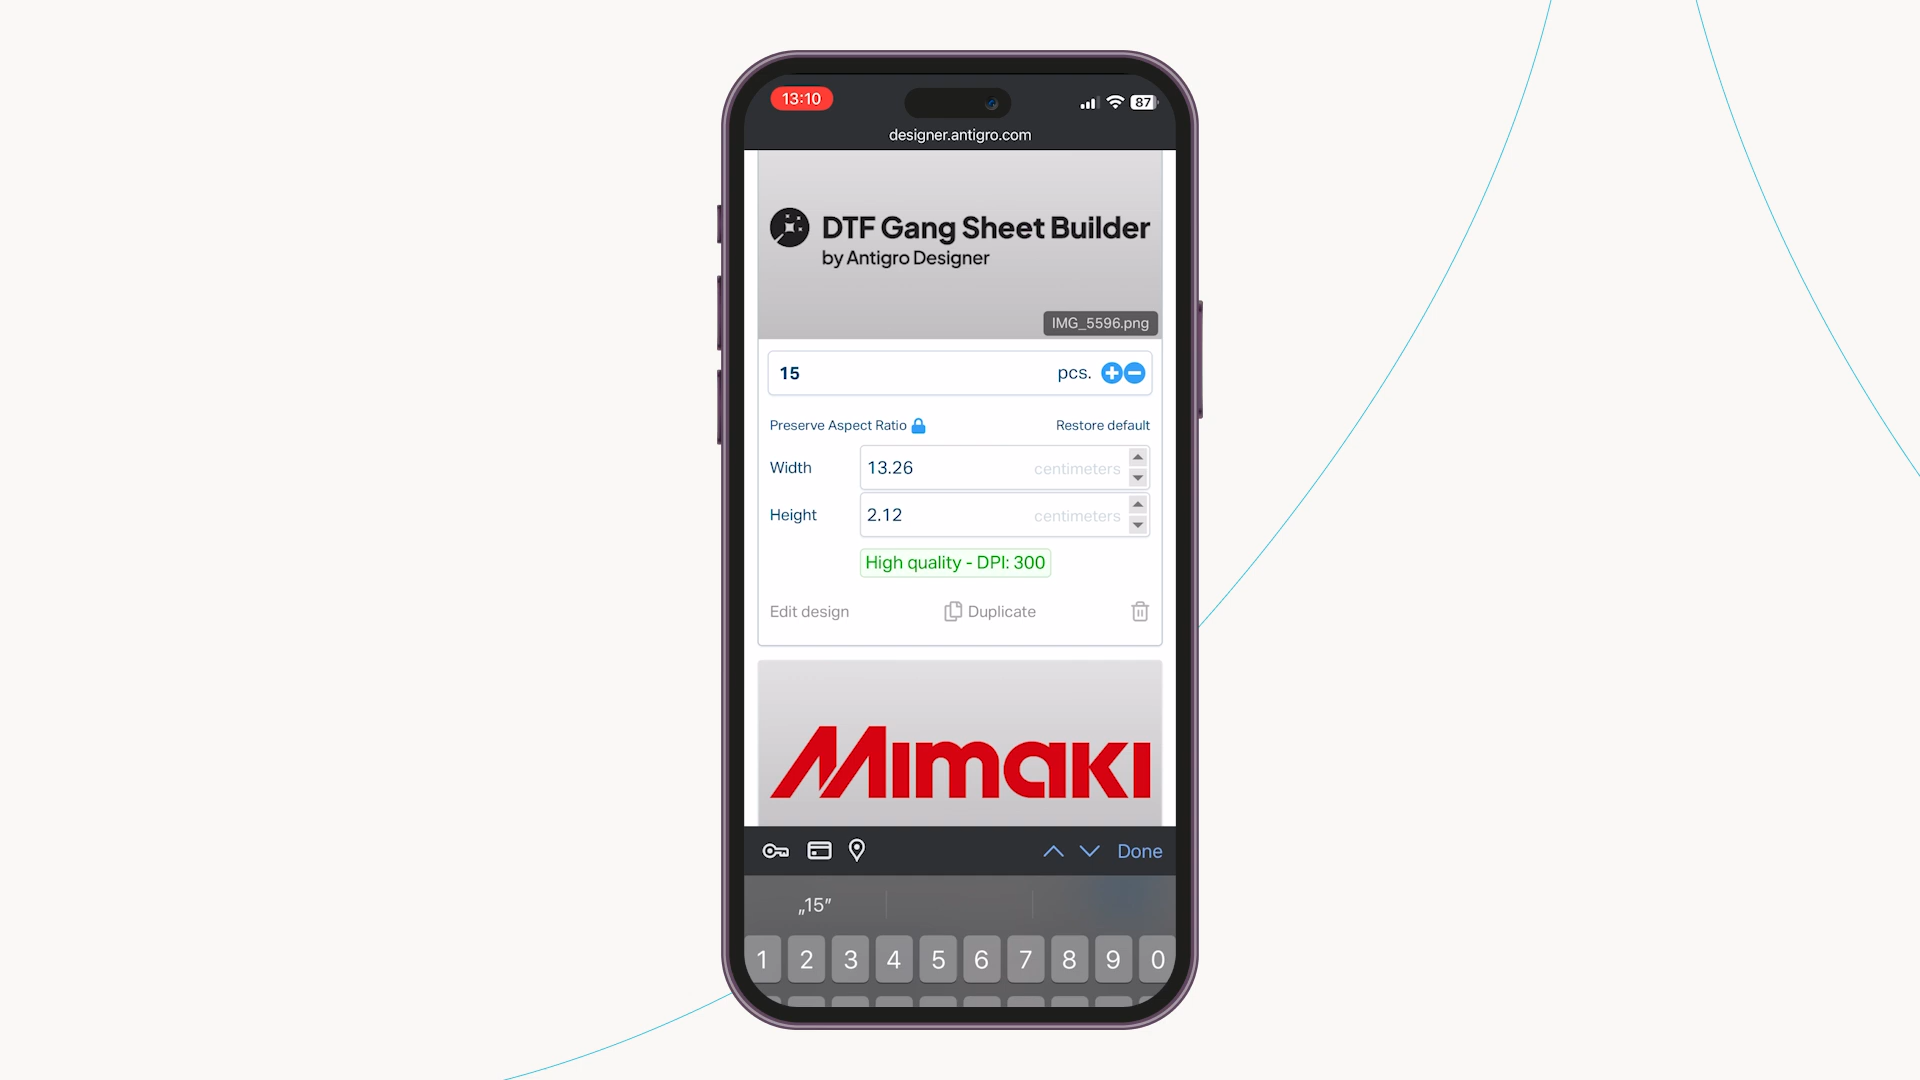 13:10
87
designer.antigro.com
DTF Gang Sheet Builder
by Antigro Designer
IMG_5596.png
15 pcs.
Preserve Aspect Ratio Restore default
Width 13.26 centimeters
Height 2.12 centimeters
High quality - DPI: 300
Edit design Duplicate
Mimaki
Done
„15”
1 2 3 4 5 6 7 8 9 0